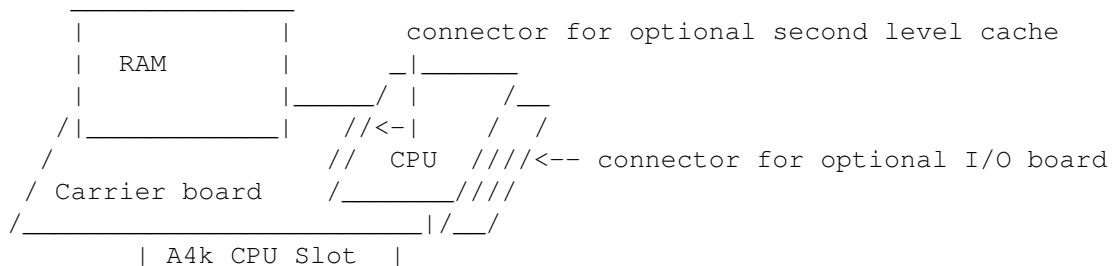 connector for optional second level cache
RAM
CPU <-- connector for optional I/O board
Carrier board
A4k CPU Slot